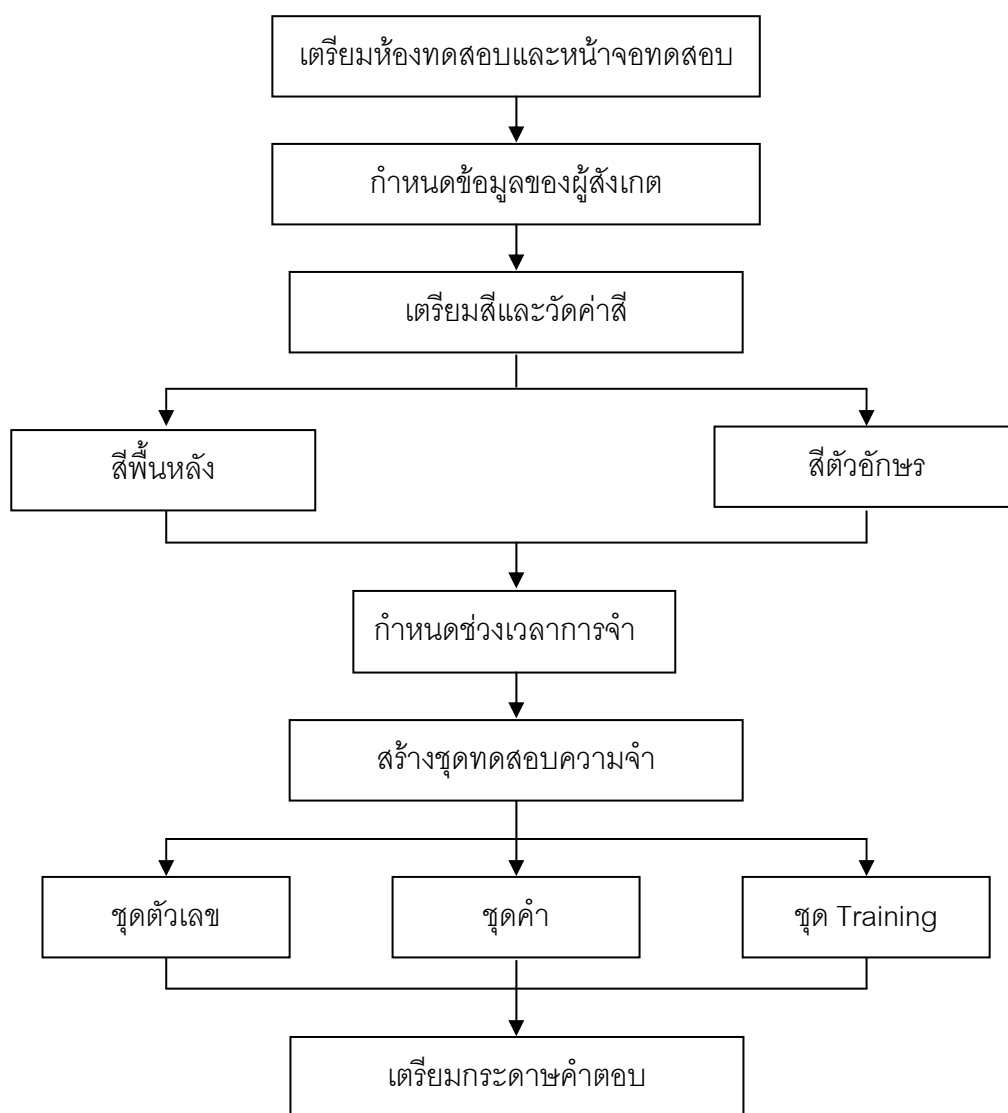 เตรียมห้องทดสอบและหน้าจอทดสอบ
กำหนดข้อมูลของผู้สังเกต
เตรียมสีและวัดค่าสี
สีพื้นหลัง
สีตัวอักษร
กำหนดช่วงเวลาการจำ
สร้างชุดทดสอบความจำ
ชุดตัวเลข
ชุดคำ
ชุด Training
เตรียมกระดาษคำตอบ